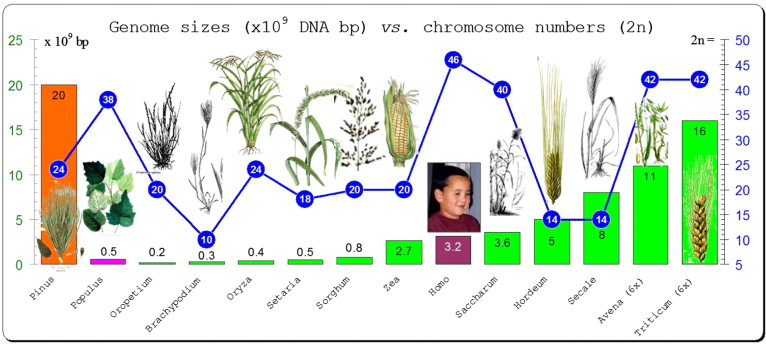 Genome sizes (x10⁹ DNA bp) vs. chromosome numbers (2n)
x 10⁹ bp
2n =
25
20
15
10
5
0
50
45
40
35
30
25
20
15
10
5
24
38
20
10
24
18
20
20
46
40
14
14
42
42
20
0.5
0.2
0.3
0.4
0.5
0.8
2.7
3.2
3.6
5
8
11
16
Pinus
Populus
Oropetium
Brachypodium
Oryza
Setaria
Sorghum
Zea
Homo
Saccharum
Hordeum
Secale
Avena (6x)
Triticum (6x)